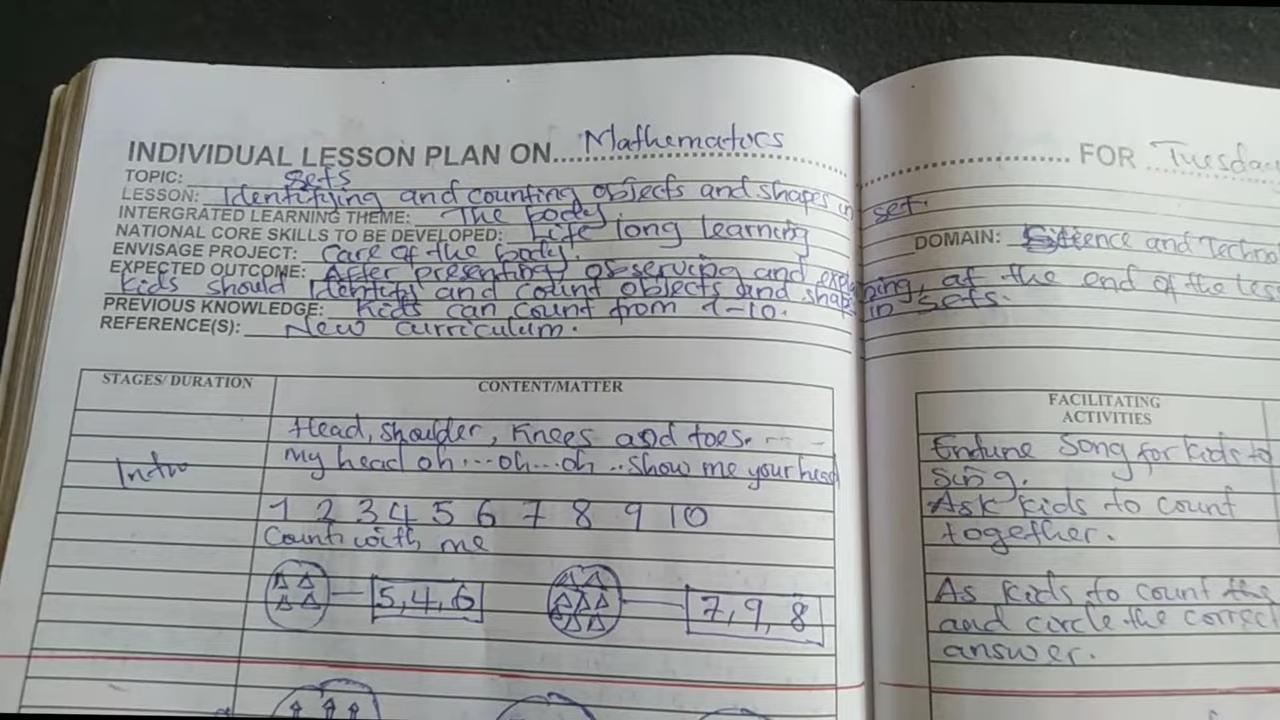 INDIVIDUAL LESSON PLAN ON Mathematics FOR Tuesda
TOPIC: sets
LESSON: Identifying and counting objects and shapes in set.
INTERGRATED LEARNING THEME: The body.
NATIONAL CORE SKILLS TO BE DEVELOPED: Life long learning
DOMAIN: Science and Techno
ENVISAGE PROJECT: Care of the body.
EXPECTED OUTCOME: After presenting, observing and explaining, at the end of the less
kids should identify and count objects and shapes in sets.
PREVIOUS KNOWLEDGE: Kids can count from 1-10.
REFERENCE(S): New curriculum.
STAGES/ DURATION
CONTENT/MATTER
Intro
Head, shoulder, knees and toes.
My head oh...oh...oh ..show me your head
1 2 3 4 5 6 7 8 9 10
Count with me
5,4,6
7,9,8
FACILITATING
ACTIVITIES
Song for kids to
sing.
Ask kids to count
together.
As kids to count the
and circle the correct
answer.